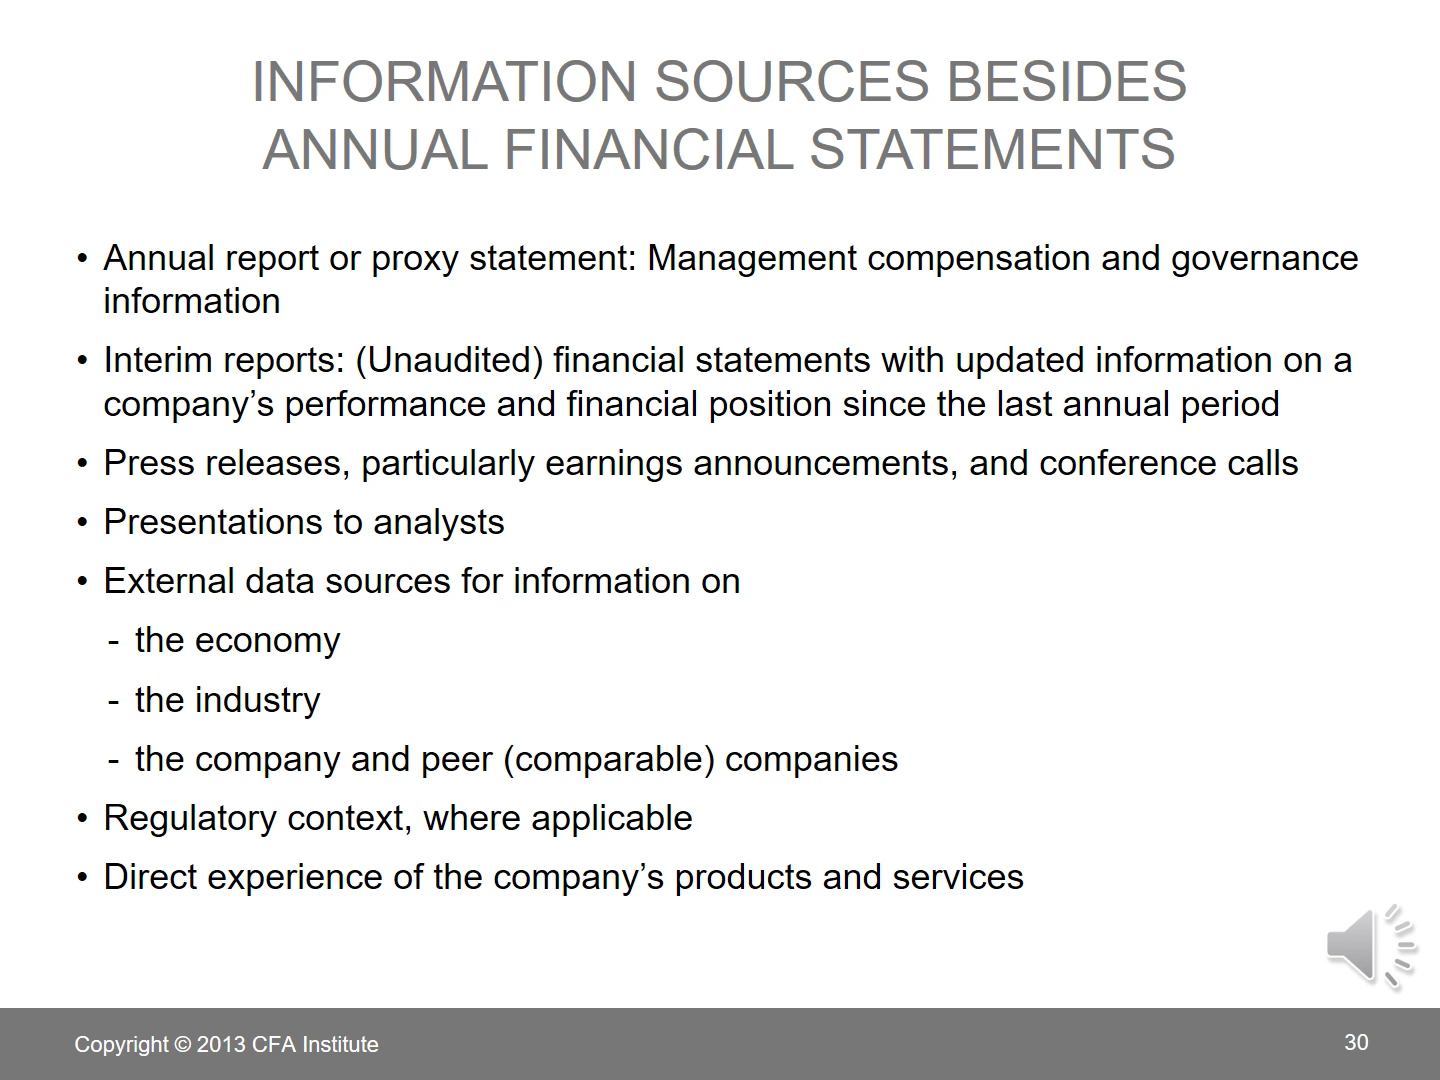 INFORMATION SOURCES BESIDES
ANNUAL FINANCIAL STATEMENTS
• Annual report or proxy statement: Management compensation and governance
information
• Interim reports: (Unaudited) financial statements with updated information on a
company’s performance and financial position since the last annual period
• Press releases, particularly earnings announcements, and conference calls
• Presentations to analysts
• External data sources for information on
- the economy
- the industry
- the company and peer (comparable) companies
• Regulatory context, where applicable
• Direct experience of the company’s products and services
Copyright © 2013 CFA Institute
30